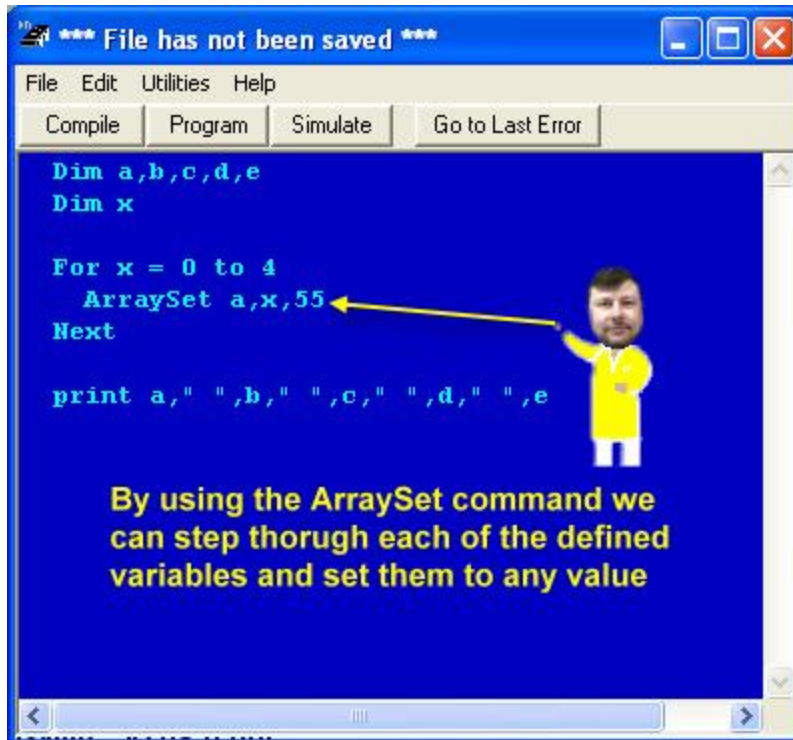 *** File has not been saved ***
File Edit Utilities Help
Compile Program Simulate Go to Last Error
Dim a,b,c,d,e
Dim x
For x = 0 to 4
ArraySet a,x,55
Next
print a," ",b," ",c," ",d," ",e
By using the ArraySet command we
can step thorugh each of the defined
variables and set them to any value